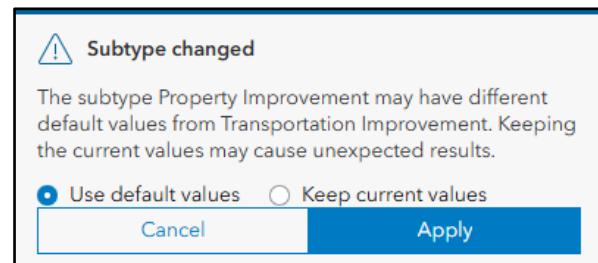 Subtype changed
The subtype Property Improvement may have different
default values from Transportation Improvement. Keeping
the current values may cause unexpected results.
Use default values Keep current values
Cancel Apply